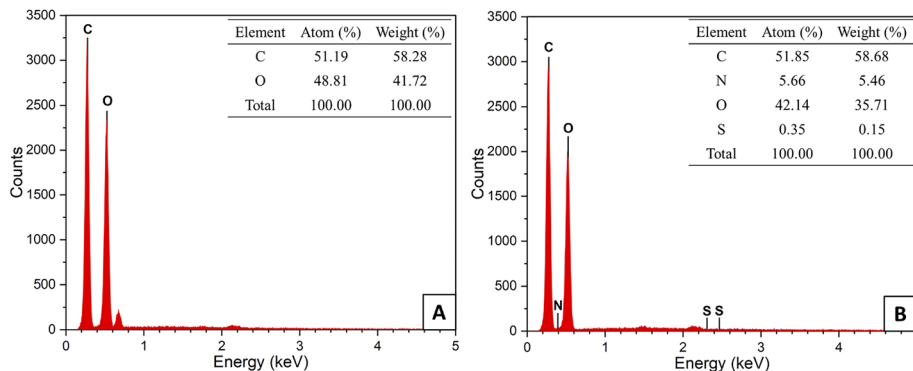 3500
3000
2500
2000
1500
1000
500
0
Counts
C
O
Element Atom (%) Weight (%)
C 51.19 58.28
O 48.81 41.72
Total 100.00 100.00
A
0 1 2 3 4 5
Energy (keV)
3500
3000
2500
2000
1500
1000
500
0
Counts
C
O
N
S S
Element Atom (%) Weight (%)
C 51.85 58.68
N 5.66 5.46
O 42.14 35.71
S 0.35 0.15
Total 100.00 100.00
B
0 1 2 3 4
Energy (keV)